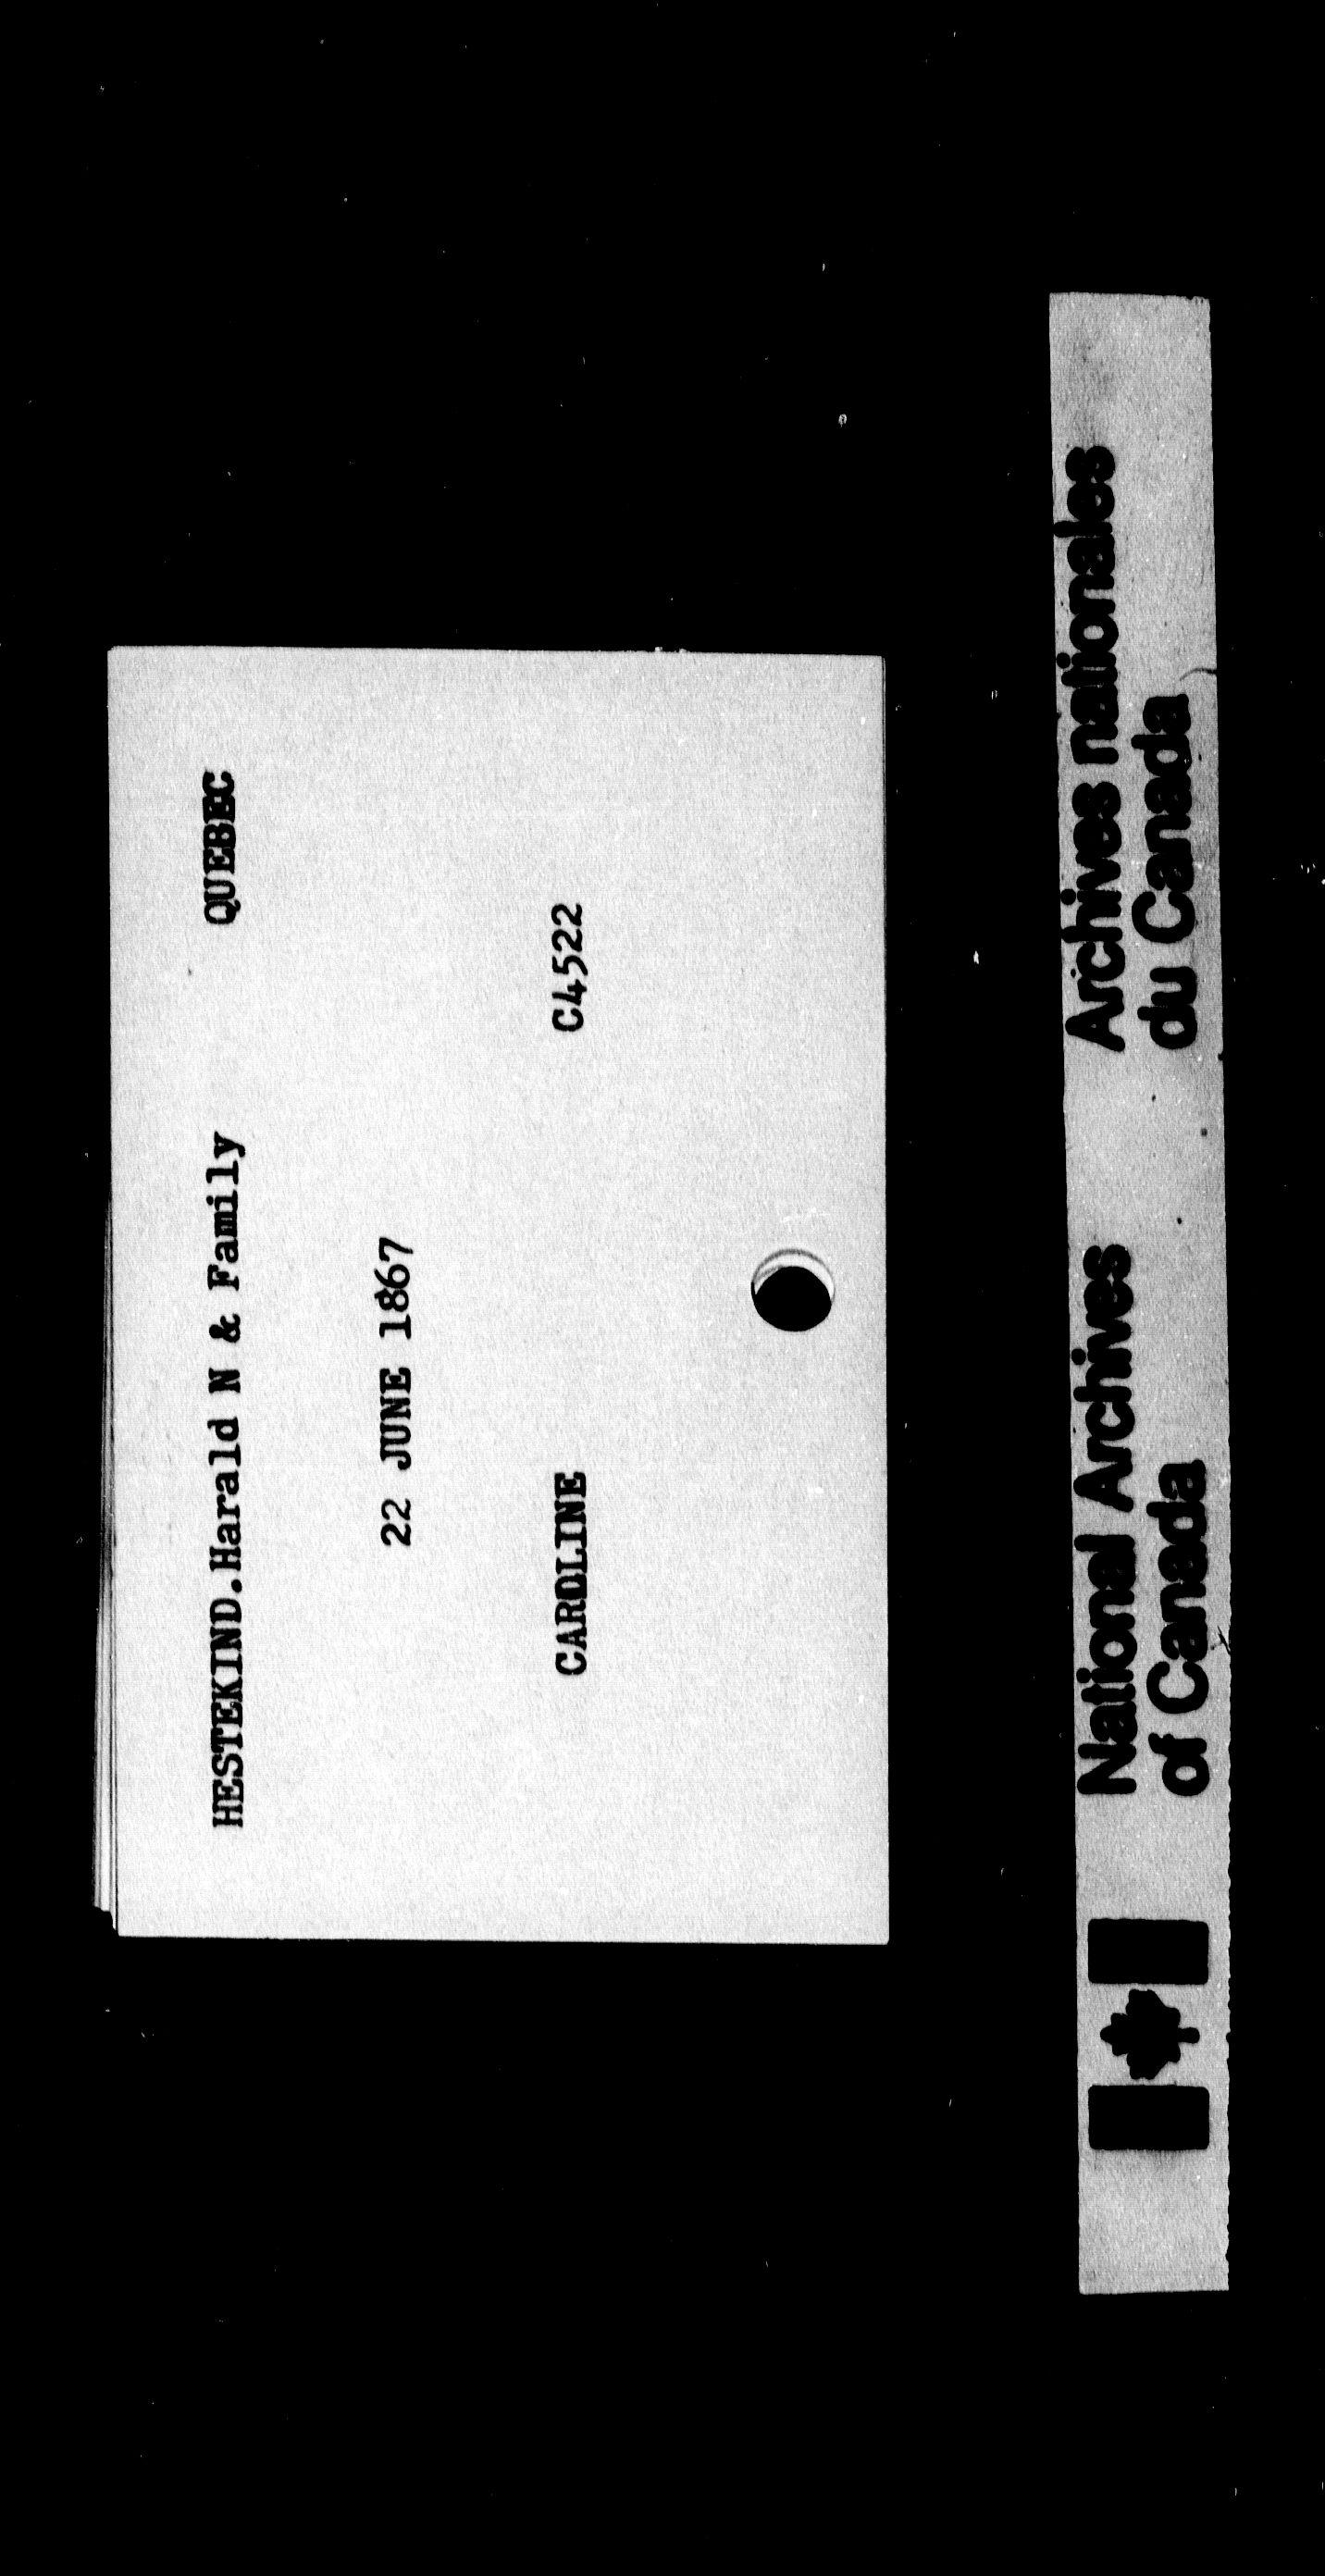 HESTEKIND.Harald N & Family QUEBEC
22 JUNE 1867
CAROLINE C4522
National Archives
of Canada
Archives nationales
du Canada